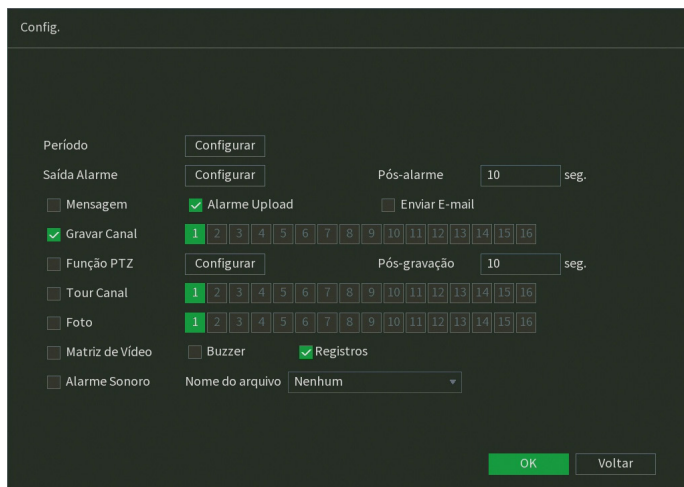 Config.
Período Configurar
Saída Alarme Configurar Pós-alarme 10 seg.
Mensagem Alarme Upload Enviar E-mail
Gravar Canal 1 2 3 4 5 6 7 8 9 10 11 12 13 14 15 16
Função PTZ Configurar Pós-gravação 10 seg.
Tour Canal 1 2 3 4 5 6 7 8 9 10 11 12 13 14 15 16
Foto 1 2 3 4 5 6 7 8 9 10 11 12 13 14 15 16
Matriz de Vídeo Buzzer Registros
Alarme Sonoro Nome do arquivo Nenhum
OK Voltar